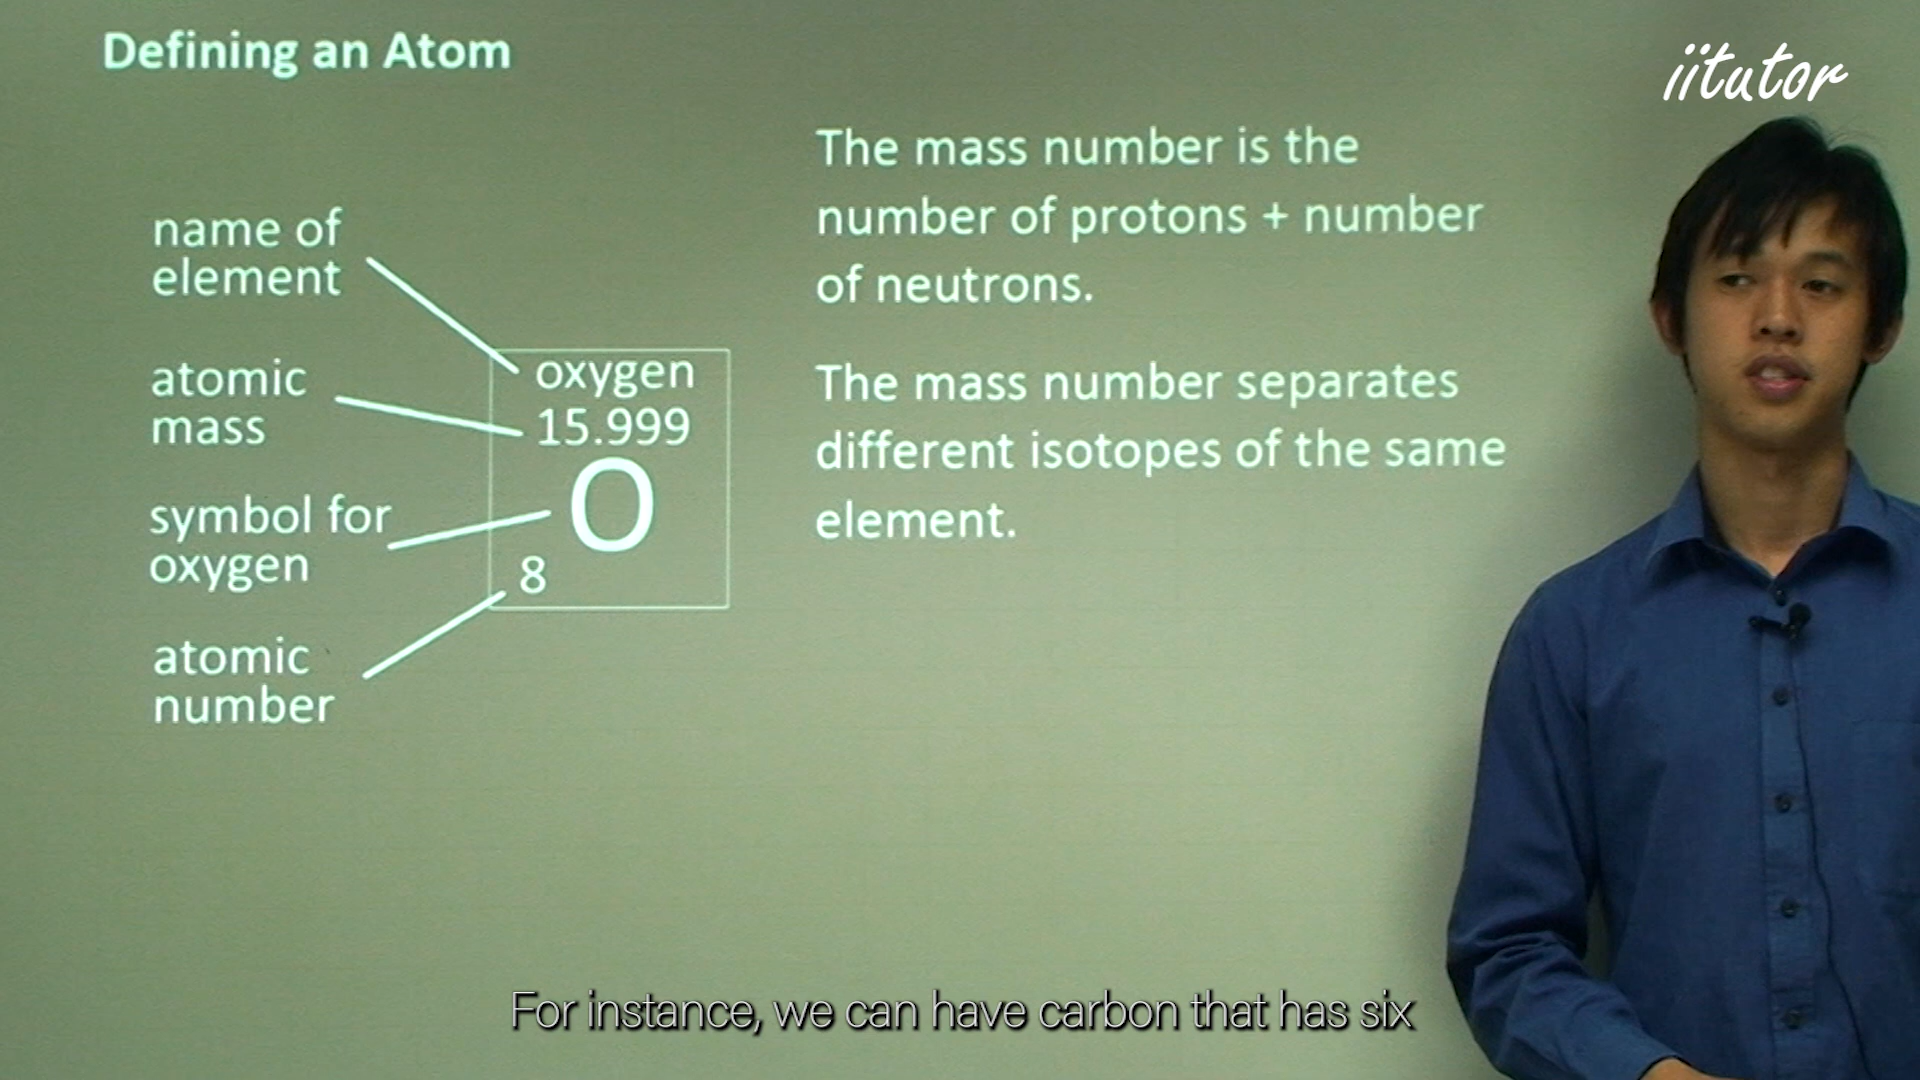 Defining an Atom
iitutor
name of
element
atomic
mass
symbol for
oxygen
atomic
number
oxygen
15.999
O
8
The mass number is the
number of protons + number
of neutrons.
The mass number separates
different isotopes of the same
element.
For instance, we can have carbon that has six